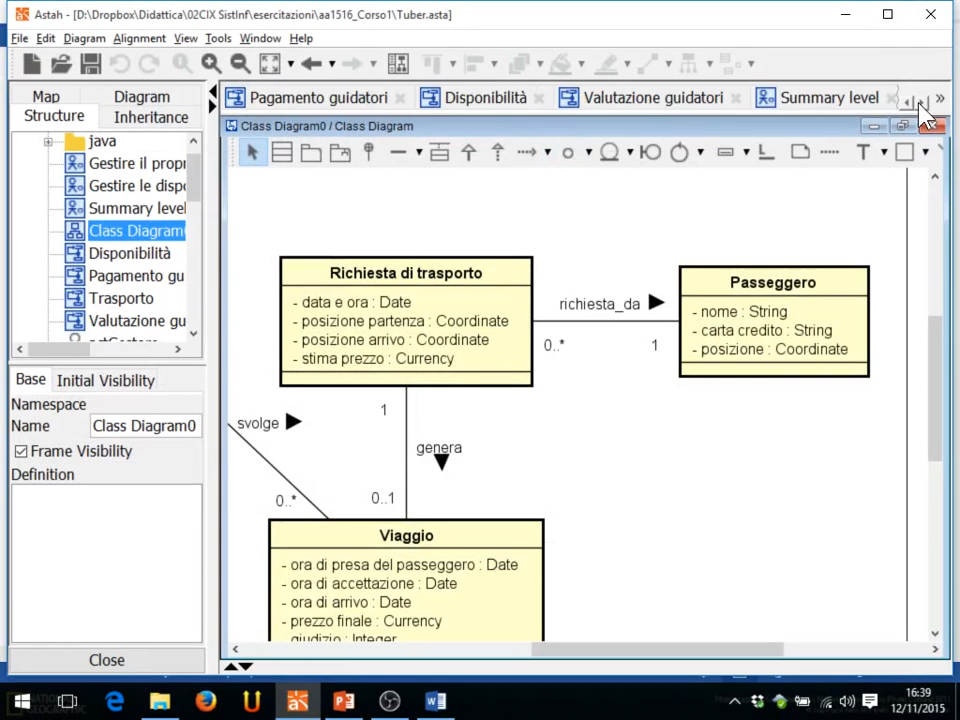 Astah - [D:\Dropbox\Didattica\02CIX SistInf\esercitazioni\aa1516_Corso1\Tuber.asta]
File Edit Diagram Alignment View Tools Window Help
Map Diagram
Structure Inheritance
java
Gestire il propr
Gestire le dispo
Summary level
Class Diagram0
Disponibilità
Pagamento gu
Trasporto
Valutazione gu
Base Initial Visibility
Namespace
Name Class Diagram0
Frame Visibility
Definition
Close
Pagamento guidatori Disponibilità Valutazione guidatori Summary level
Class Diagram0 / Class Diagram
Richiesta di trasporto
- data e ora : Date
- posizione partenza : Coordinate
- posizione arrivo : Coordinate
- stima prezzo : Currency
richiesta_da
0..* 1
Passeggero
- nome : String
- carta credito : String
- posizione : Coordinate
1
svolge
genera
0..* 0..1
Viaggio
- ora di presa del passeggero : Date
- ora di accettazione : Date
- ora di arrivo : Date
- prezzo finale : Currency
- giudizio : Integer
16:39
12/11/2015